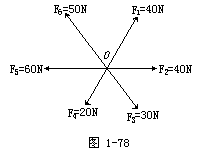 F₆=50N
F₁=40N
O
F₅=60N
F₂=40N
F₄=20N
F₃=30N
图 1-78